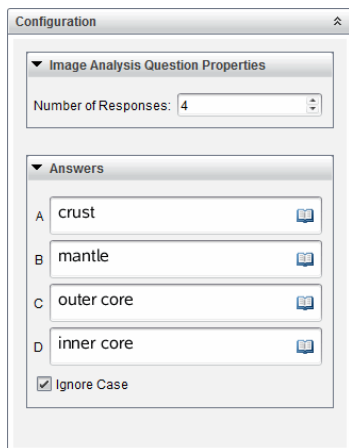 Configuration
Image Analysis Question Properties
Number of Responses: 4
Answers
A crust
B mantle
C outer core
D inner core
Ignore Case